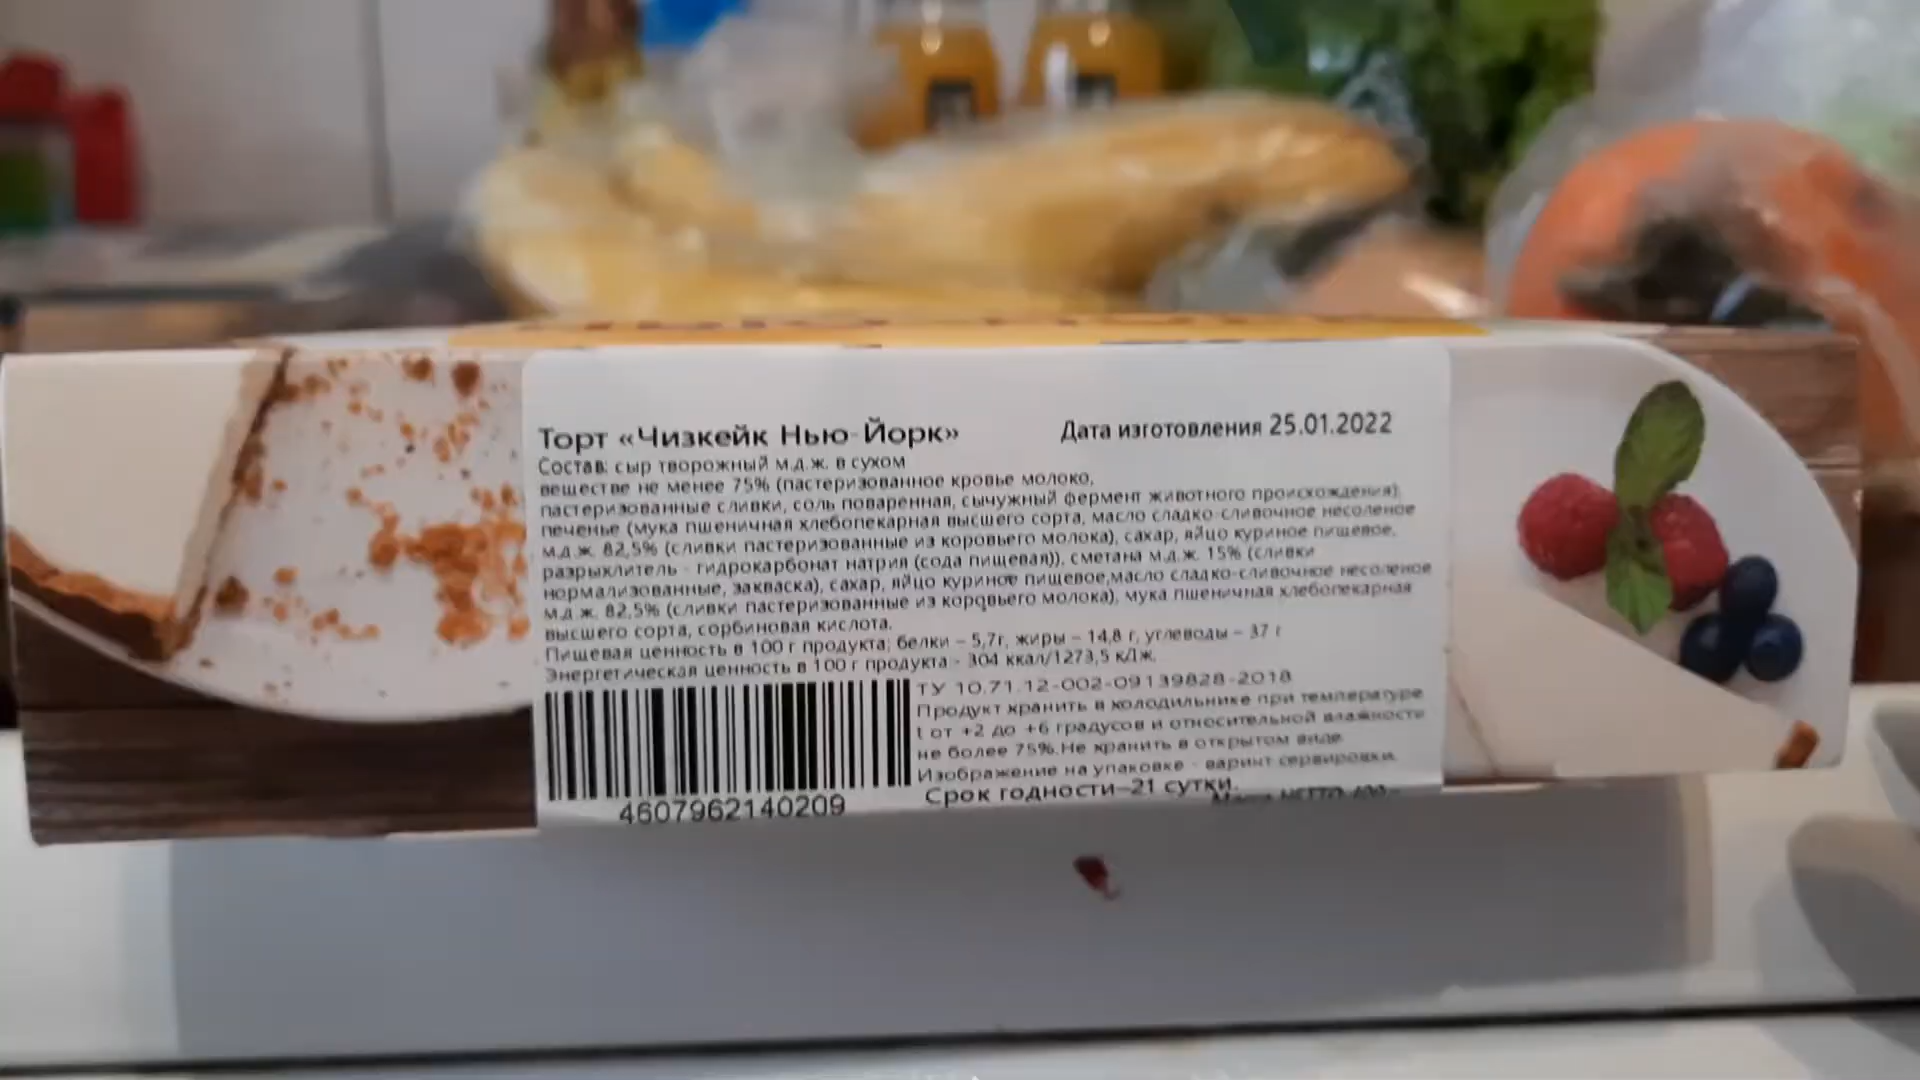 Торт «Чизкейк Нью-Йорк»
Дата изготовления 25.01.2022
Состав: сыр творожный м.д.ж. в сухом
веществе не менее 75% (пастеризованное кровье молоко,
пастеризованные сливки, соль поваренная, сычужный фермент животного происхождения),
печенье (мука пшеничная хлебопекарная высшего сорта, масло сладко-сливочное несоленое
м.д.ж. 82,5% (сливки пастеризованные из коровьего молока), сахар, яйцо куриное пищевое,
разрыхлитель - гидрокарбонат натрия (сода пищевая)), сметана м.д.ж. 15% (сливки
нормализованные, закваска), сахар, яйцо куриное пищевое,масло сладко-сливочное несоленое
м.д.ж. 82,5% (сливки пастеризованные из коровьего молока), мука пшеничная хлебопекарная
высшего сорта, сорбиновая кислота.
Пищевая ценность в 100 г продукта: белки – 5,7г, жиры – 14,8 г, углеводы – 37 г
Энергетическая ценность в 100 г продукта - 304 ккал/1273,5 кДж.
ТУ 10.71.12-002-09139828-2018
Продукт хранить в холодильнике при температуре
t от +2 до +6 градусов и относительной влажности
не более 75%.Не хранить в открытом виде.
Изображение на упаковке - варинт сервировки.
Срок годности–21 сутки.
Масса НЕТТО
4607962140209